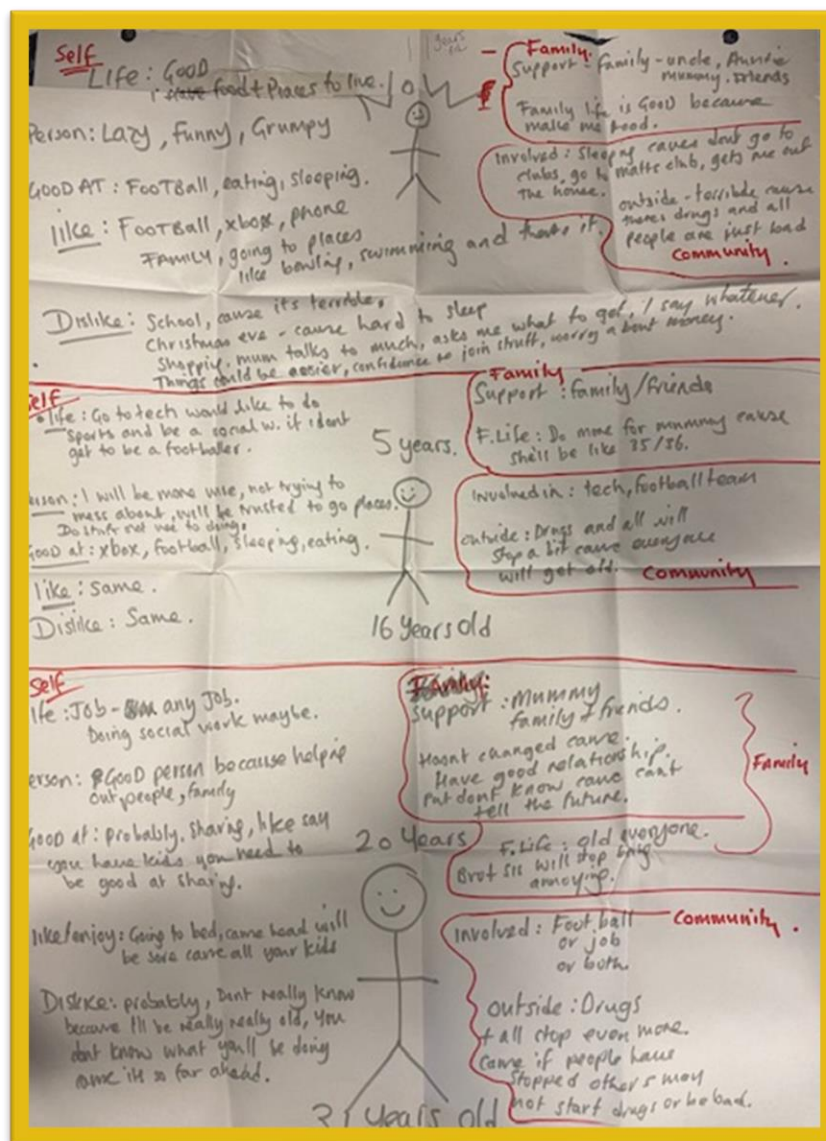 Self
Life: GOOD
I food + Places to live.
Person: Lazy, Funny, Grumpy
GOOD AT: FOOTBall, eating, sleeping.
like: FOOTBall, xbox, phone
FAMILY, going to places
like bowling, swimming and thats it.
Dislike: School, cause its terrible.
Christmas eve - cause hard to sleep
Shopping, mum talks to much, asks me what to get, I say whatever.
Things could be easier, confidence to join stuff, worry about money.
years
Family:
Support - family - uncle, Auntie
mummy, friends
Family life is GOOD because
make me food.
Involved: Sleeping cause dont go to
clubs, go to matts club, gets me out
the house.
outside - terrible cause
theres drugs and all
people are just bad
Community.
Self
life: Go to tech would like to do
sports and be a social w. if i dont
get to be a footballer.
Person: I will be more wise, not trying to
mess about, will be trusted to go places.
Do stuff not use to doing.
GOOD at: xbox, football, sleeping, eating.
like: same.
Dislike: Same.
5 years.
16 years old
Family
Support: family/friends
F.Life: Do more for mummy cause
shell be like 35/36.
Involved in: tech, football team
outside: Drugs and all will
stop a bit cause everyone
will get old. Community
Self
life: JOB - any JOB.
Doing social work maybe.
Person: GOOD person because helping
out people, family
Good at: probably, sharing, like say
you have kids you need to
be good at sharing.
like/enjoy: Going to bed, cause head will
be sore cause all your kids
Dislike: probably, Dont really know
because I'll be really really old, you
dont know what you'll be doing
cause its so far ahead.
20 years
31 years old
Family:
Support: Mummy
family + friends.
Hasnt changed cause.
Have good relationship.
but dont know cause cant
tell the future.
Family
F.Life: old everyone.
Brot sis will stop being
annoying.
Community.
Involved: Football
or job
or both.
outside: Drugs
+ all stop even more.
Cause if people have
stopped others may
not start drugs or be bad.